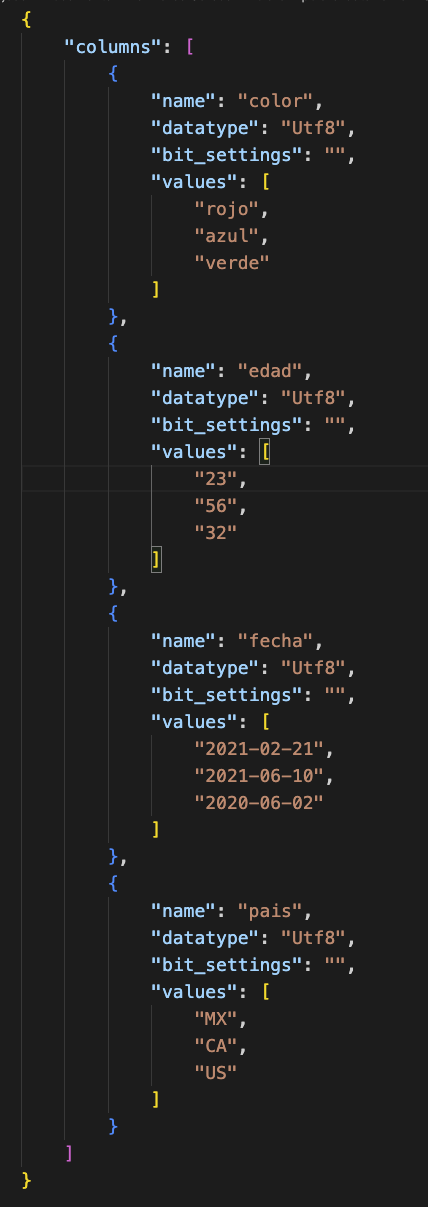 {
    "columns": [
        {
            "name": "color",
            "datatype": "Utf8",
            "bit_settings": "",
            "values": [
                "rojo",
                "azul",
                "verde"
            ]
        },
        {
            "name": "edad",
            "datatype": "Utf8",
            "bit_settings": "",
            "values": [
                "23",
                "56",
                "32"
            ]
        },
        {
            "name": "fecha",
            "datatype": "Utf8",
            "bit_settings": "",
            "values": [
                "2021-02-21",
                "2021-06-10",
                "2020-06-02"
            ]
        },
        {
            "name": "pais",
            "datatype": "Utf8",
            "bit_settings": "",
            "values": [
                "MX",
                "CA",
                "US"
            ]
        }
    ]
}